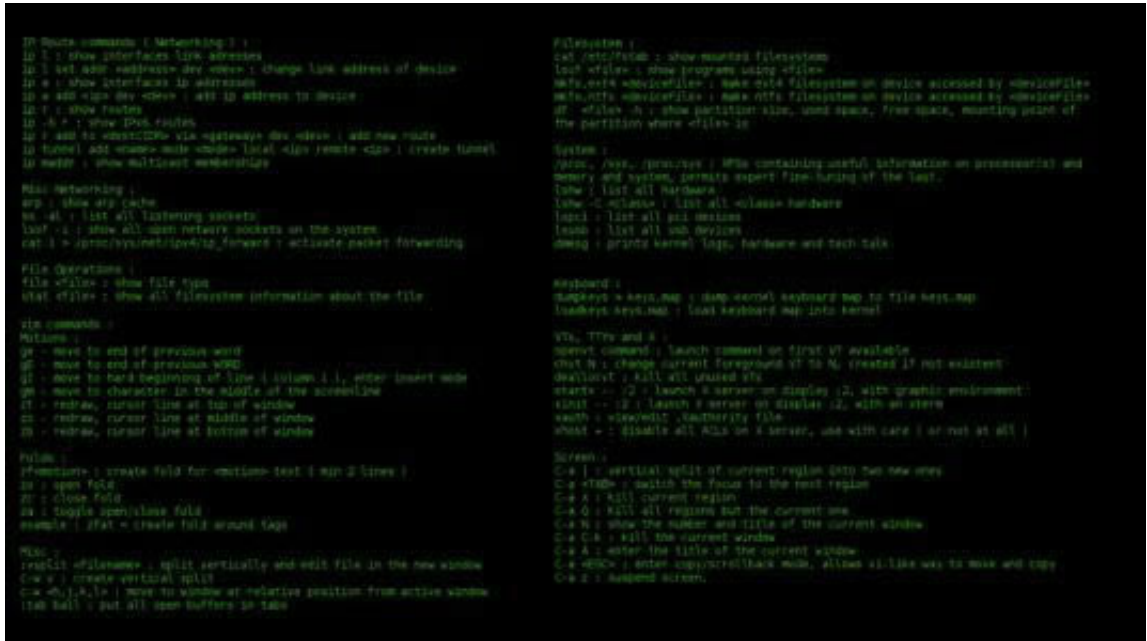 IP Route commands ( Networking ) :
ip l : show interfaces link adresses
ip l set addr <address> dev <dev> : change link address of device
ip a : show interfaces ip addresses
ip a add <ip> dev <dev> : add ip address to device
ip r : show routes
ip -6 r : show IPv6 routes
ip r add to <destCIDR> via <gateway> dev <dev> : add new route
ip tunnel add <name> mode <mode> local <ip> remote <ip> : create tunnel
ip maddr : show multicast memberships
Misc Networking :
arp : show arp cache
ss -al : list all listening sockets
lsof -i : show all open network sockets on the system
cat 1 > /proc/sys/net/ipv4/ip_forward : activate packet forwarding
File Operations :
file <file> : show file type
stat <file> : show all filesystem information about the file
vim commands :
Motions :
ge - move to end of previous word
gE - move to end of previous WORD
gI - move to hard beginning of line ( column 1 ), enter insert mode
gm - move to character in the middle of the screenline
zt - redraw, cursor line at top of window
zz - redraw, cursor line at middle of window
zb - redraw, cursor line at bottom of window
Folds :
zf<motion> : create fold for <motion> text ( min 2 lines )
zo : open fold
zc : close fold
za : toggle open/close fold
example ( zfat = create fold around tags
Misc :
:vsplit <filename> : split vertically and edit file in the new window
C-w v : create vertical split
c-w <h,j,k,l> : move to window at relative position from active window
:tab ball : put all open buffers in tabs
Filesystem :
cat /etc/fstab : show mounted filesystems
lsof <file> : show programs using <file>
mkfs.ext4 <deviceFile> : make ext4 filesystem on device accessed by <deviceFile>
mkfs.ntfs <deviceFile> : make ntfs filesystem on device accessed by <deviceFile>
df <file> -h : show partition size, used space, free space, mounting point of
the partition where <file> is
System :
/proc, /sys, /proc/sys : VFSs containing useful information on processor(s) and
memory and system, permits expert fine-tuning of the last.
lshw : list all hardware
lshw -C <class> : list all <class> hardware
lspci : list all pci devices
lsusb : list all usb devices
dmesg : prints kernel logs, hardware and tech talk
Keyboard :
dumpkeys > keys.map : dump kernel keyboard map to file keys.map
loadkeys keys.map : load keyboard map into kernel
VTs, TTYs and X :
openvt command : launch command on first VT available
chvt N : change current foreground VT to N, created if not existent
deallocvt : kill all unused VTs
startx -- :2 : launch X server on display :2, with graphic environment
xinit -- :2 : launch X server on display :2, with an xterm
xauth : view/edit .Xauthority file
xhost + : disable all ACLs on X server, use with care ( or not at all )
Screen :
C-a | : vertical split of current region into two new ones
C-a <TAB> : switch the focus to the next region
C-a X : kill current region
C-a Q : Kill all regions but the current one
C-a N : show the number and title of the current window
C-a C-k : kill the current window
C-a A : enter the title of the current window
C-a <ESC> : enter copy/scrollback mode, allows vi-like way to move and copy
C-a z : suspend screen.